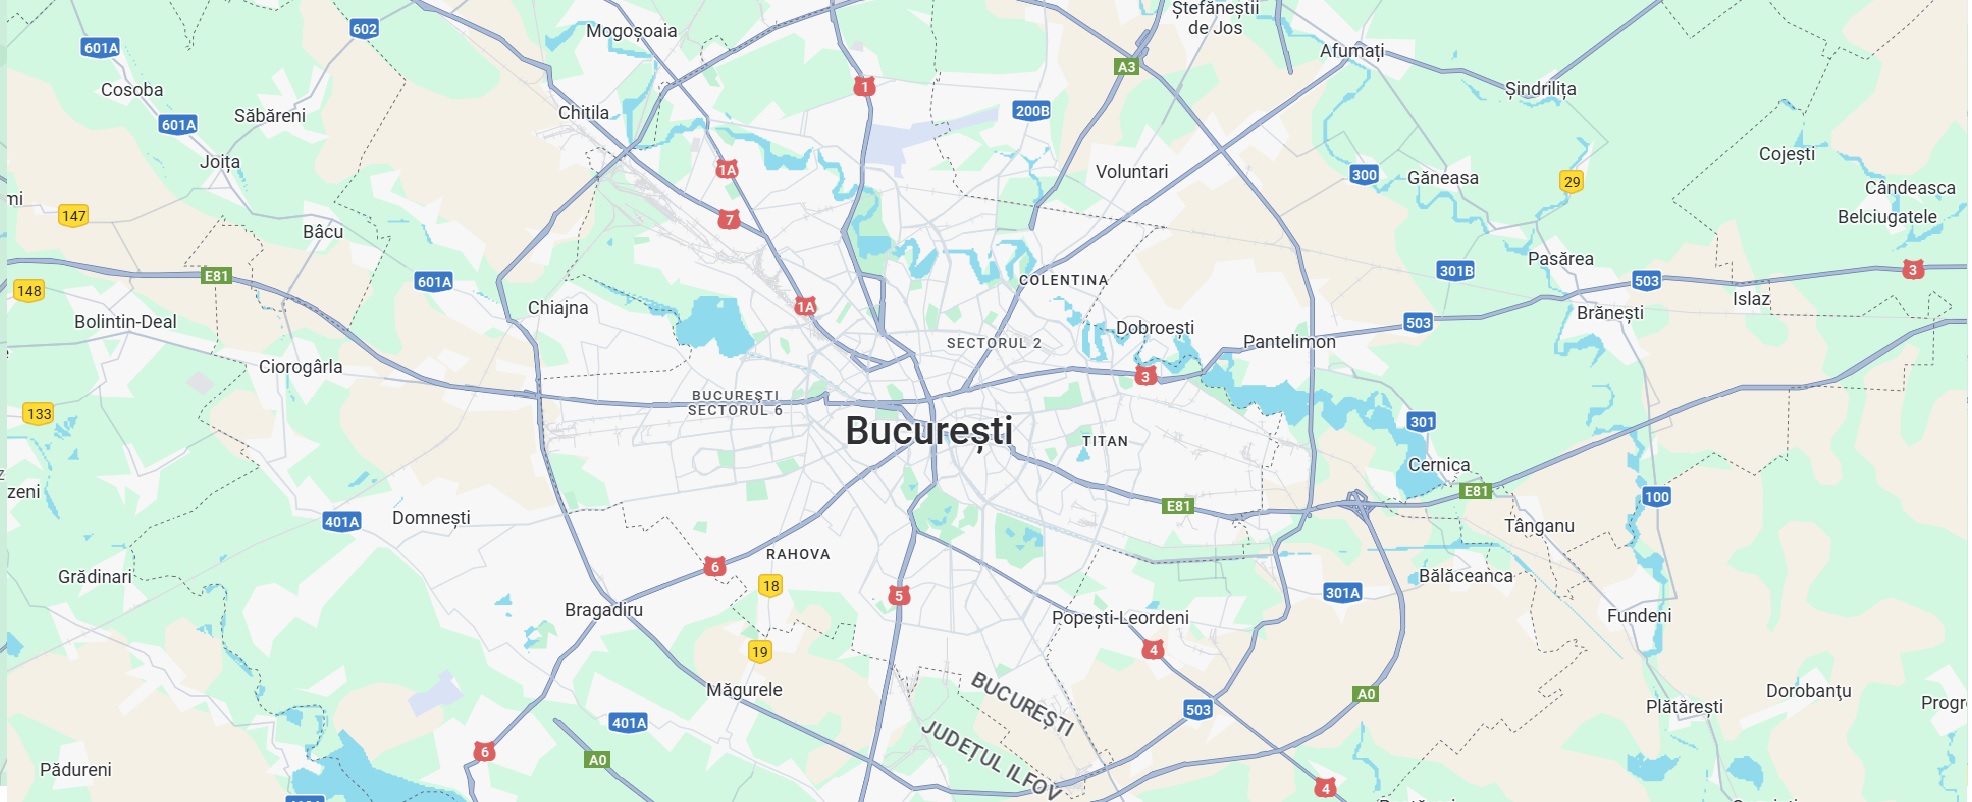 Ștefăneștii
de Jos
602
Mogoșoaia
601A
Afumați
A3
1
Cosoba
Șindrilița
Săbăreni
Chitila
200B
601A
Cojești
Joița
1A
Voluntari
300
Găneasa
29
Cândeasca
mi
147
7
Belciugatele
Bâcu
Pasărea
E81
601A
COLENTINA
301B
503
3
148
Chiajna
1A
Islaz
Bolintin-Deal
Dobroești
503
Brănești
SECTORUL 2
Pantelimon
Ciorogârla
3
BUCUREȘTI
SECTORUL 6
133
București
TITAN
301
Cernica
zeni
E81
100
E81
401A
Domnești
Tânganu
RAHOVA
6
Grădinari
18
Bălăceanca
5
301A
Bragadiru
Popești-Leordeni
Fundeni
19
4
Măgurele
BUCUREȘTI
JUDEȚUL ILFOV
A0
Dorobanţu
503
Plătărești
Progr
401A
6
A0
Pădureni
4